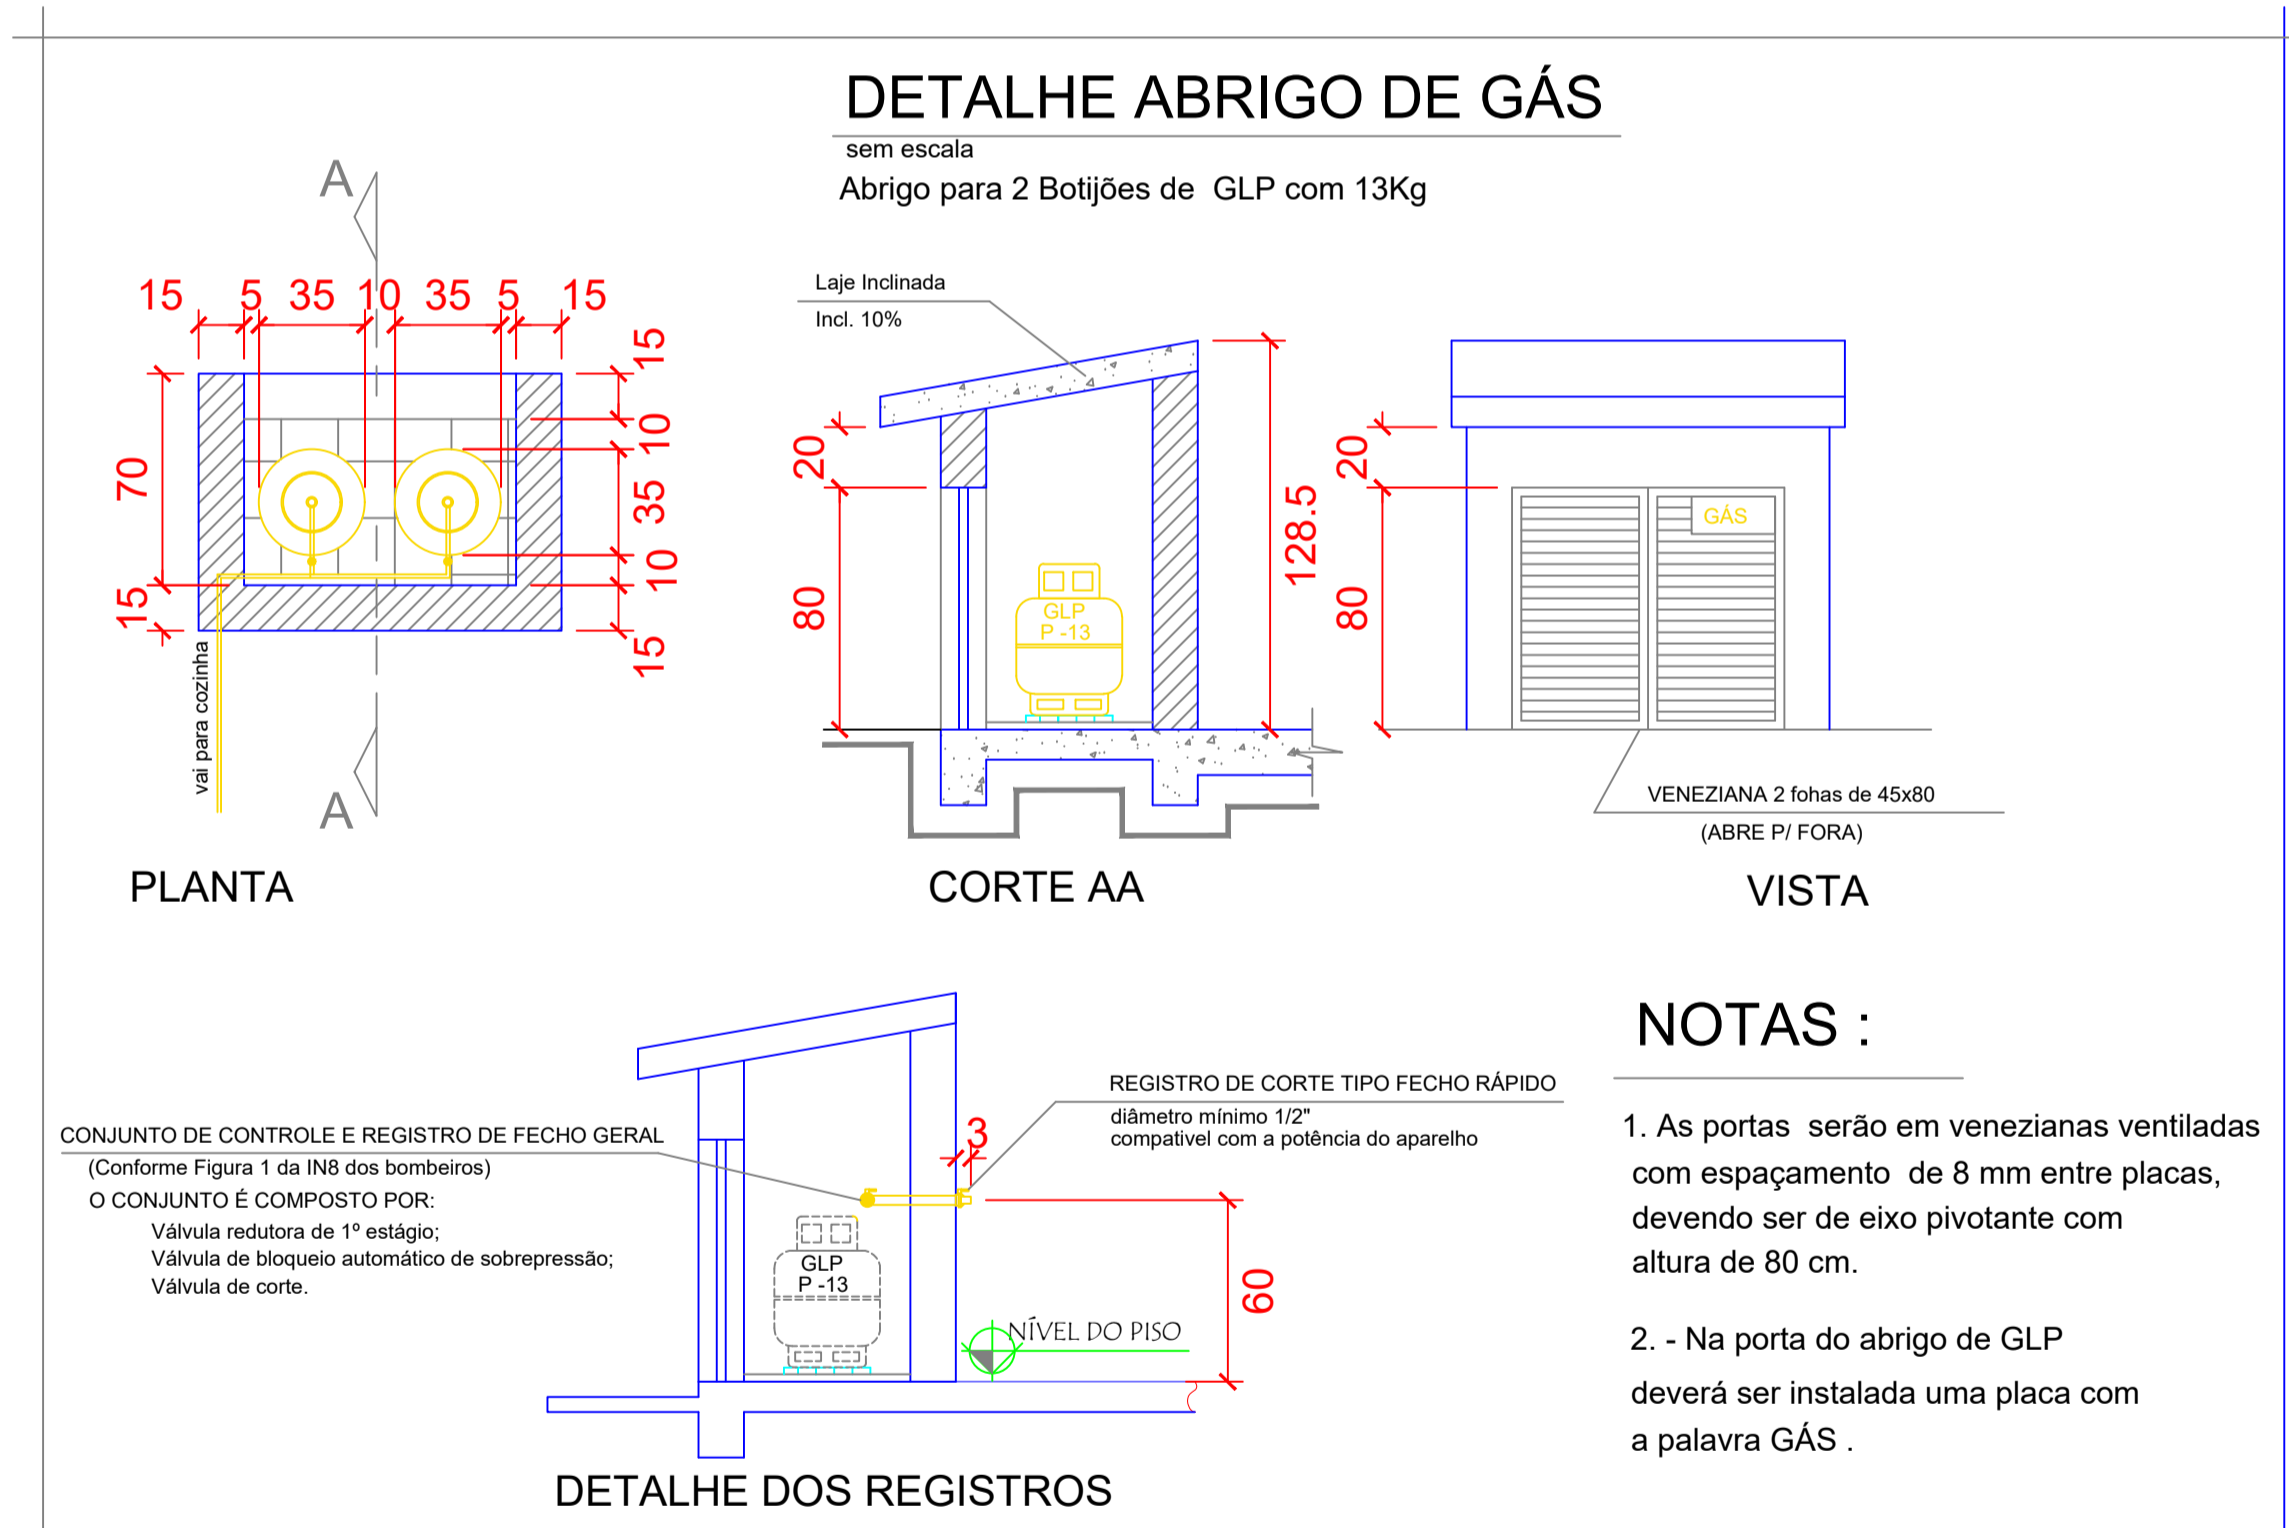 DETALHE ABRIGO DE GÁS
sem escala
Abrigo para 2 Botijões de GLP com 13Kg
A
15 5 35 10 35 5 15
15
10
35
10
15
70
15
vai para cozinha
A
PLANTA
Laje Inclinada
Incl. 10%
20
80
128.5
GLP
P -13
CORTE AA
20
80
GÁS
VENEZIANA 2 fohas de 45x80
(ABRE P/ FORA)
VISTA
CONJUNTO DE CONTROLE E REGISTRO DE FECHO GERAL
(Conforme Figura 1 da IN8 dos bombeiros)
O CONJUNTO É COMPOSTO POR:
Válvula redutora de 1º estágio;
Válvula de bloqueio automático de sobrepressão;
Válvula de corte.
REGISTRO DE CORTE TIPO FECHO RÁPIDO
diâmetro mínimo 1/2"
compativel com a potência do aparelho
3
60
GLP
P -13
NÍVEL DO PISO
DETALHE DOS REGISTROS
NOTAS :
1. As portas serão em venezianas ventiladas
com espaçamento de 8 mm entre placas,
devendo ser de eixo pivotante com
altura de 80 cm.
2. - Na porta do abrigo de GLP
deverá ser instalada uma placa com
a palavra GÁS .